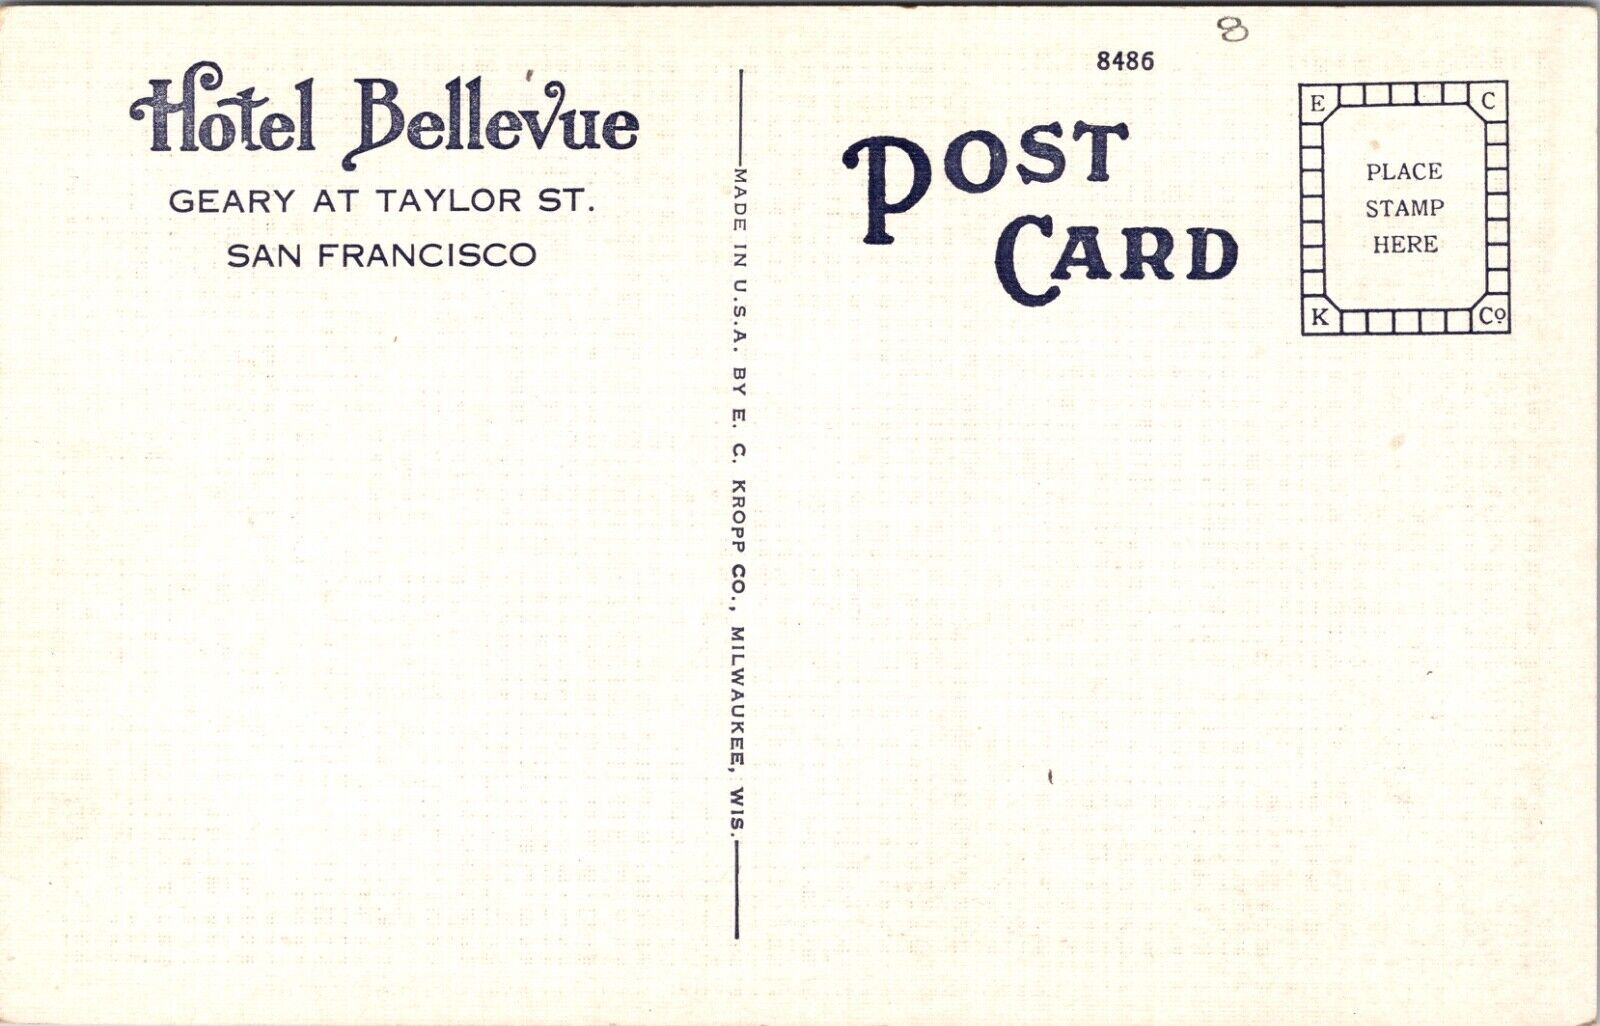 Hotel Bellevue
GEARY AT TAYLOR ST.
SAN FRANCISCO
MADE IN U.S.A. BY E. C. KROPP CO., MILWAUKEE, WIS.
8
8486
POST
CARD
E C
PLACE
STAMP
HERE
K Co